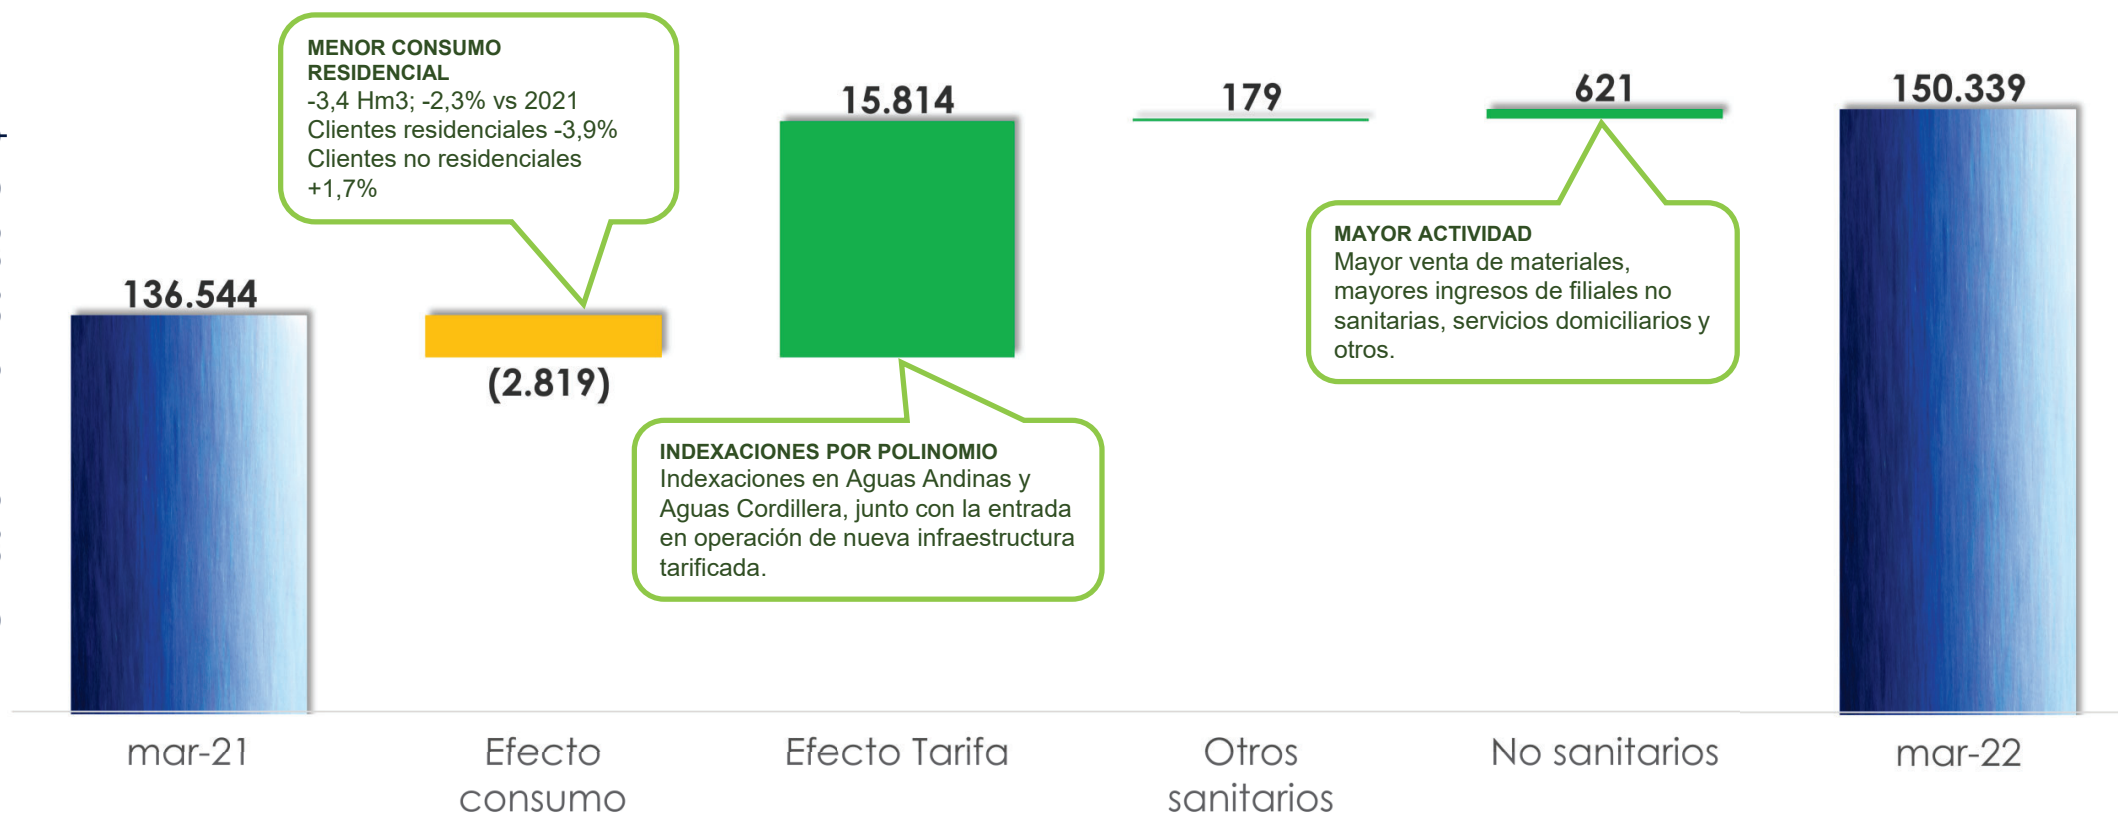 MENOR CONSUMO
RESIDENCIAL
-3,4 Hm3; -2,3% vs 2021
Clientes residenciales -3,9%
Clientes no residenciales
+1,7%
136.544
(2.819)
15.814
INDEXACIONES POR POLINOMIO
Indexaciones en Aguas Andinas y
Aguas Cordillera, junto con la entrada
en operación de nueva infraestructura
tarificada.
179
621
MAYOR ACTIVIDAD
Mayor venta de materiales,
mayores ingresos de filiales no
sanitarias, servicios domiciliarios y
otros.
150.339
mar-21
Efecto
consumo
Efecto Tarifa
Otros
sanitarios
No sanitarios
mar-22